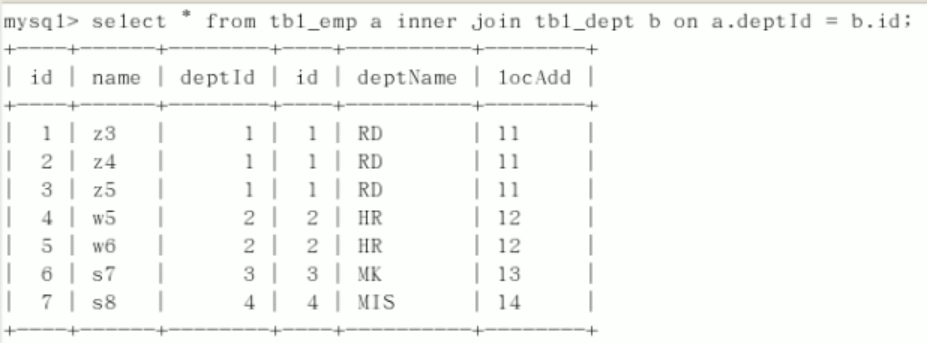 mysql> select * from tbl_emp a inner join tbl_dept b on a.deptId = b.id;
+----+------+--------+----+----------+--------+
| id | name | deptId | id | deptName | locAdd |
+----+------+--------+----+----------+--------+
| 1 | z3 | 1 | 1 | RD | 11 |
| 2 | z4 | 1 | 1 | RD | 11 |
| 3 | z5 | 1 | 1 | RD | 11 |
| 4 | w5 | 2 | 2 | HR | 12 |
| 5 | w6 | 2 | 2 | HR | 12 |
| 6 | s7 | 3 | 3 | MK | 13 |
| 7 | s8 | 4 | 4 | MIS | 14 |
+----+------+--------+----+----------+--------+